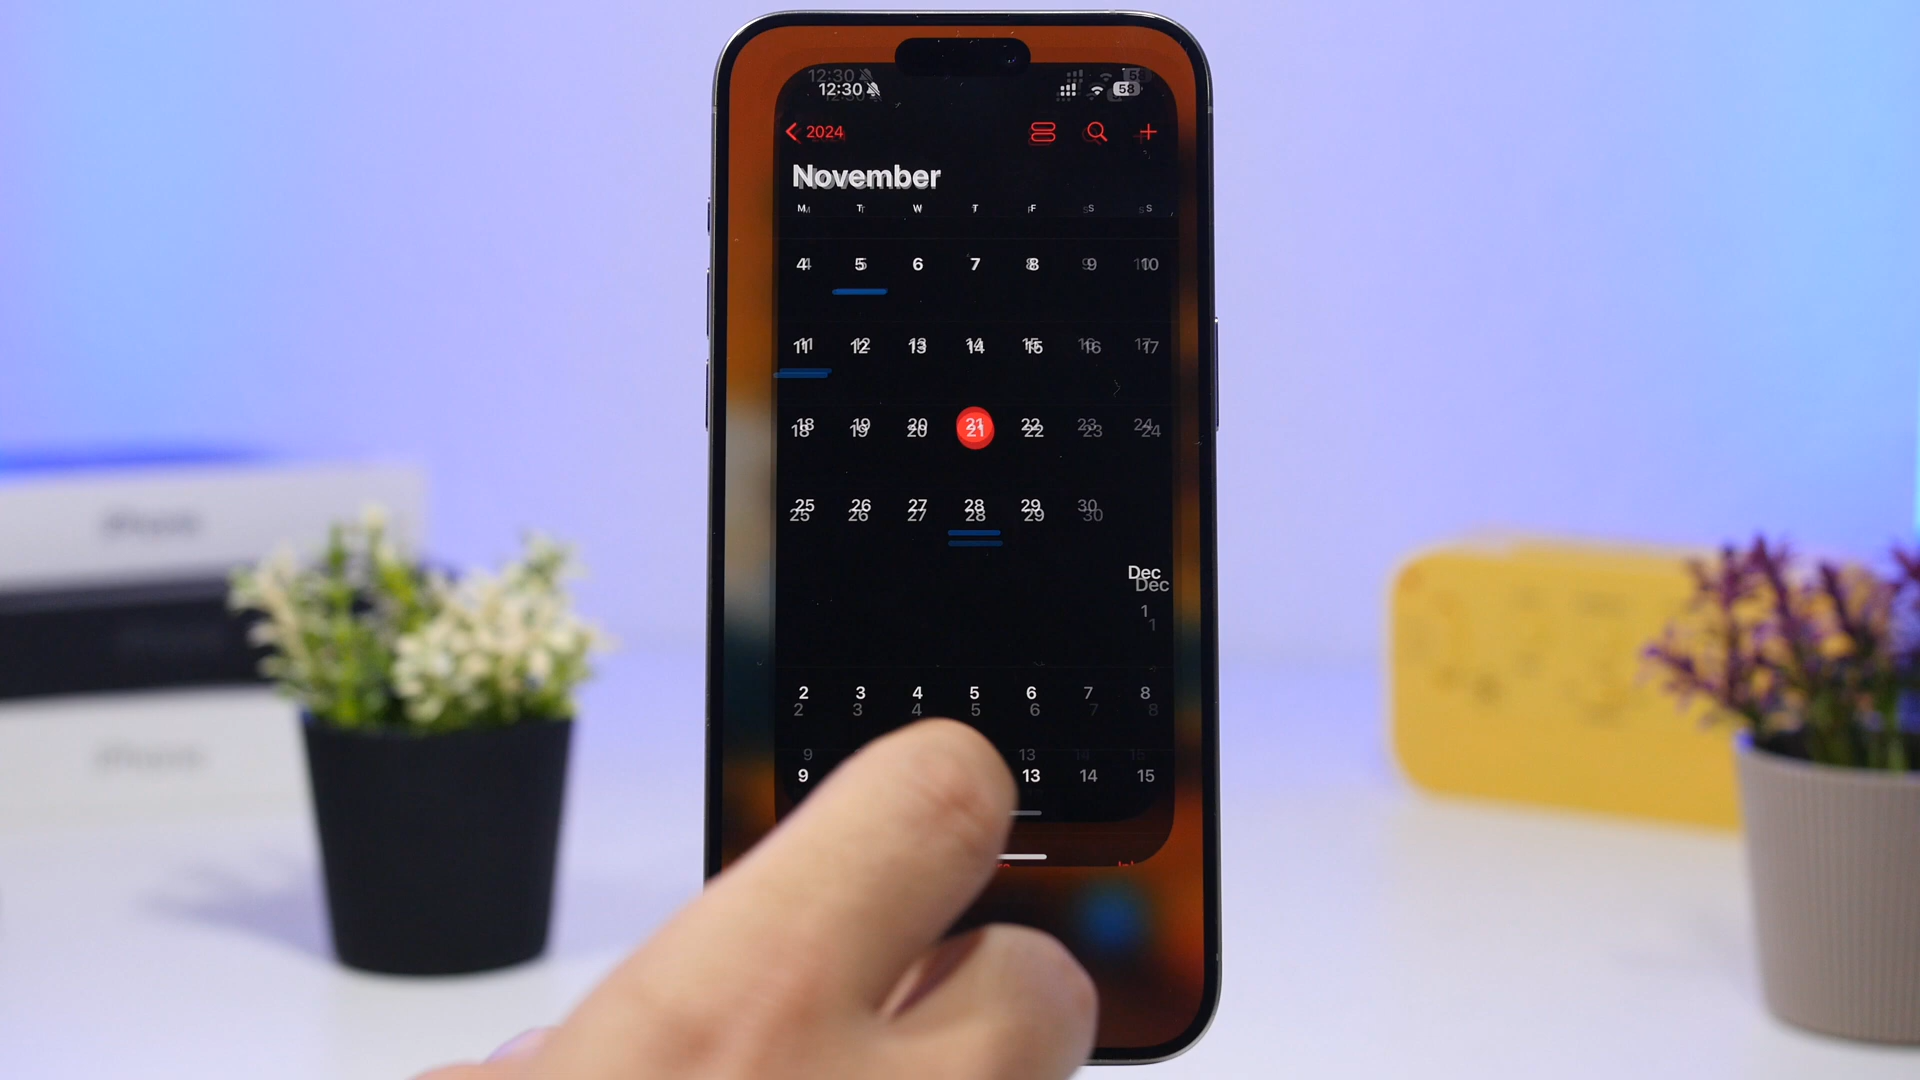 12:30 58
2024
November
M T W T F S S
4 5 6 7 8 9 10
11 12 13 14 15 16 17
18 19 20 21 22 23 24
25 26 27 28 29 30
Dec
1
2 3 4 5 6 7 8
9 13 14 15
iPhone
iPhone